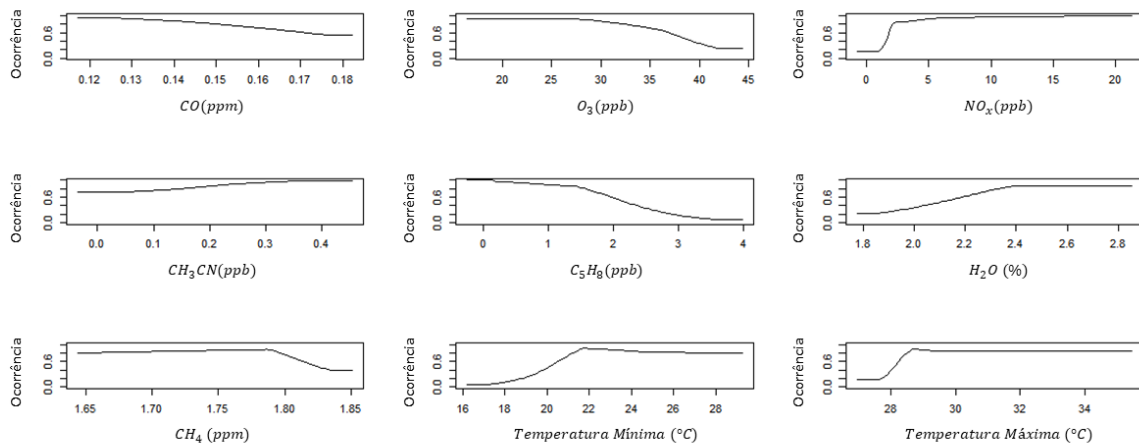 Ocorrência
0.0 0.6
0.12 0.13 0.14 0.15 0.16 0.17 0.18
CO(ppm)
Ocorrência
0.0 0.6
20 25 30 35 40 45
O₃(ppb)
Ocorrência
0.0 0.6
0 5 10 15 20
NOₓ(ppb)
Ocorrência
0.0 0.6
0.0 0.1 0.2 0.3 0.4
CH₃CN(ppb)
Ocorrência
0.0 0.6
0 1 2 3 4
C₅H₈(ppb)
Ocorrência
0.0 0.6
1.8 2.0 2.2 2.4 2.6 2.8
H₂O (%)
Ocorrência
0.0 0.6
1.65 1.70 1.75 1.80 1.85
CH₄ (ppm)
Ocorrência
0.0 0.6
16 18 20 22 24 26 28
Temperatura Mínima (°C)
Ocorrência
0.0 0.6
28 30 32 34
Temperatura Máxima (°C)